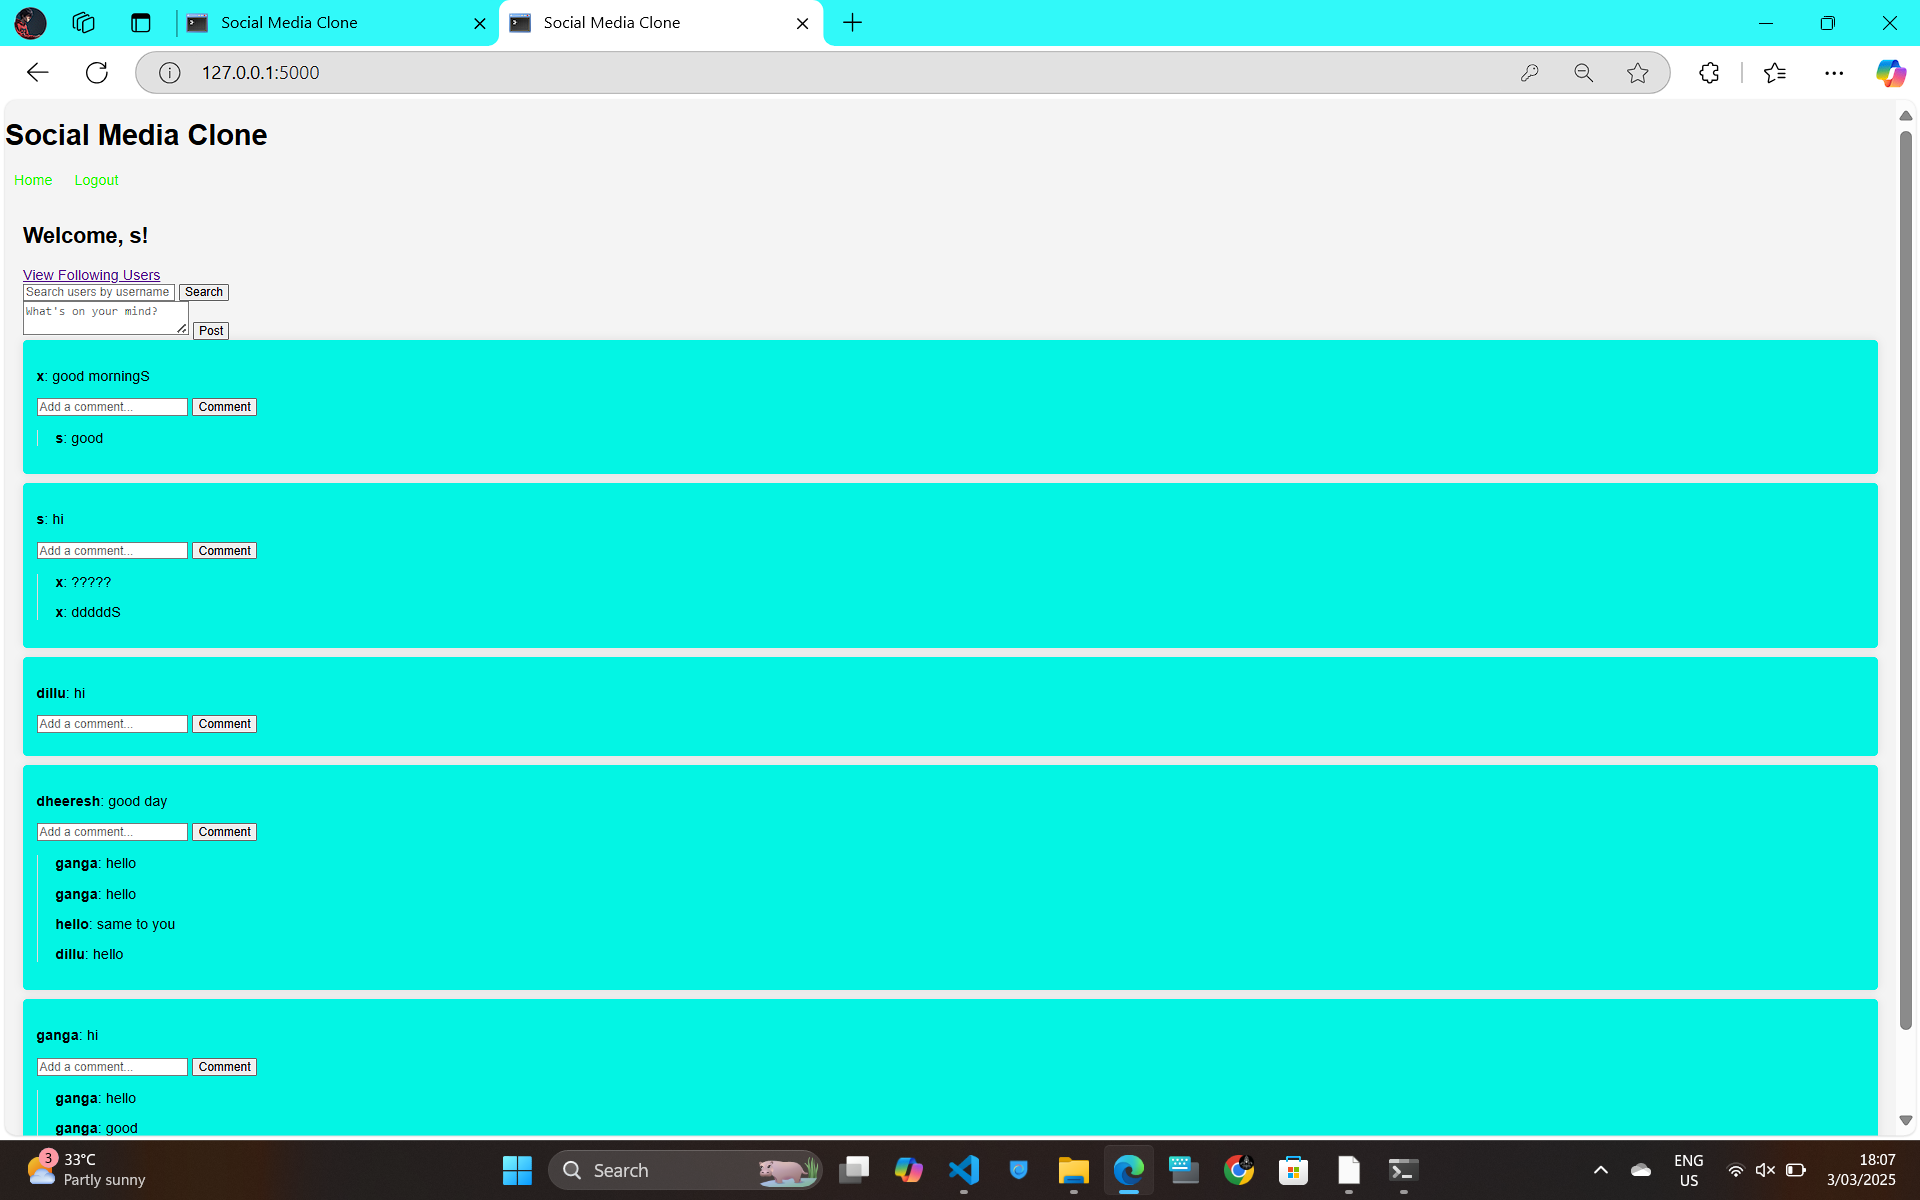 Social Media Clone
Social Media Clone
127.0.0.1:5000
Social Media Clone
Home Logout
Welcome, s!
View Following Users
Search users by username Search
What's on your mind? Post
x: good morningS
Add a comment... Comment
s: good
s: hi
Add a comment... Comment
x: ?????
x: dddddS
dillu: hi
Add a comment... Comment
dheeresh: good day
Add a comment... Comment
ganga: hello
ganga: hello
hello: same to you
dillu: hello
ganga: hi
Add a comment... Comment
ganga: hello
ganga: good
3
33°C
Partly sunny
Search
ENG
US
18:07
3/03/2025